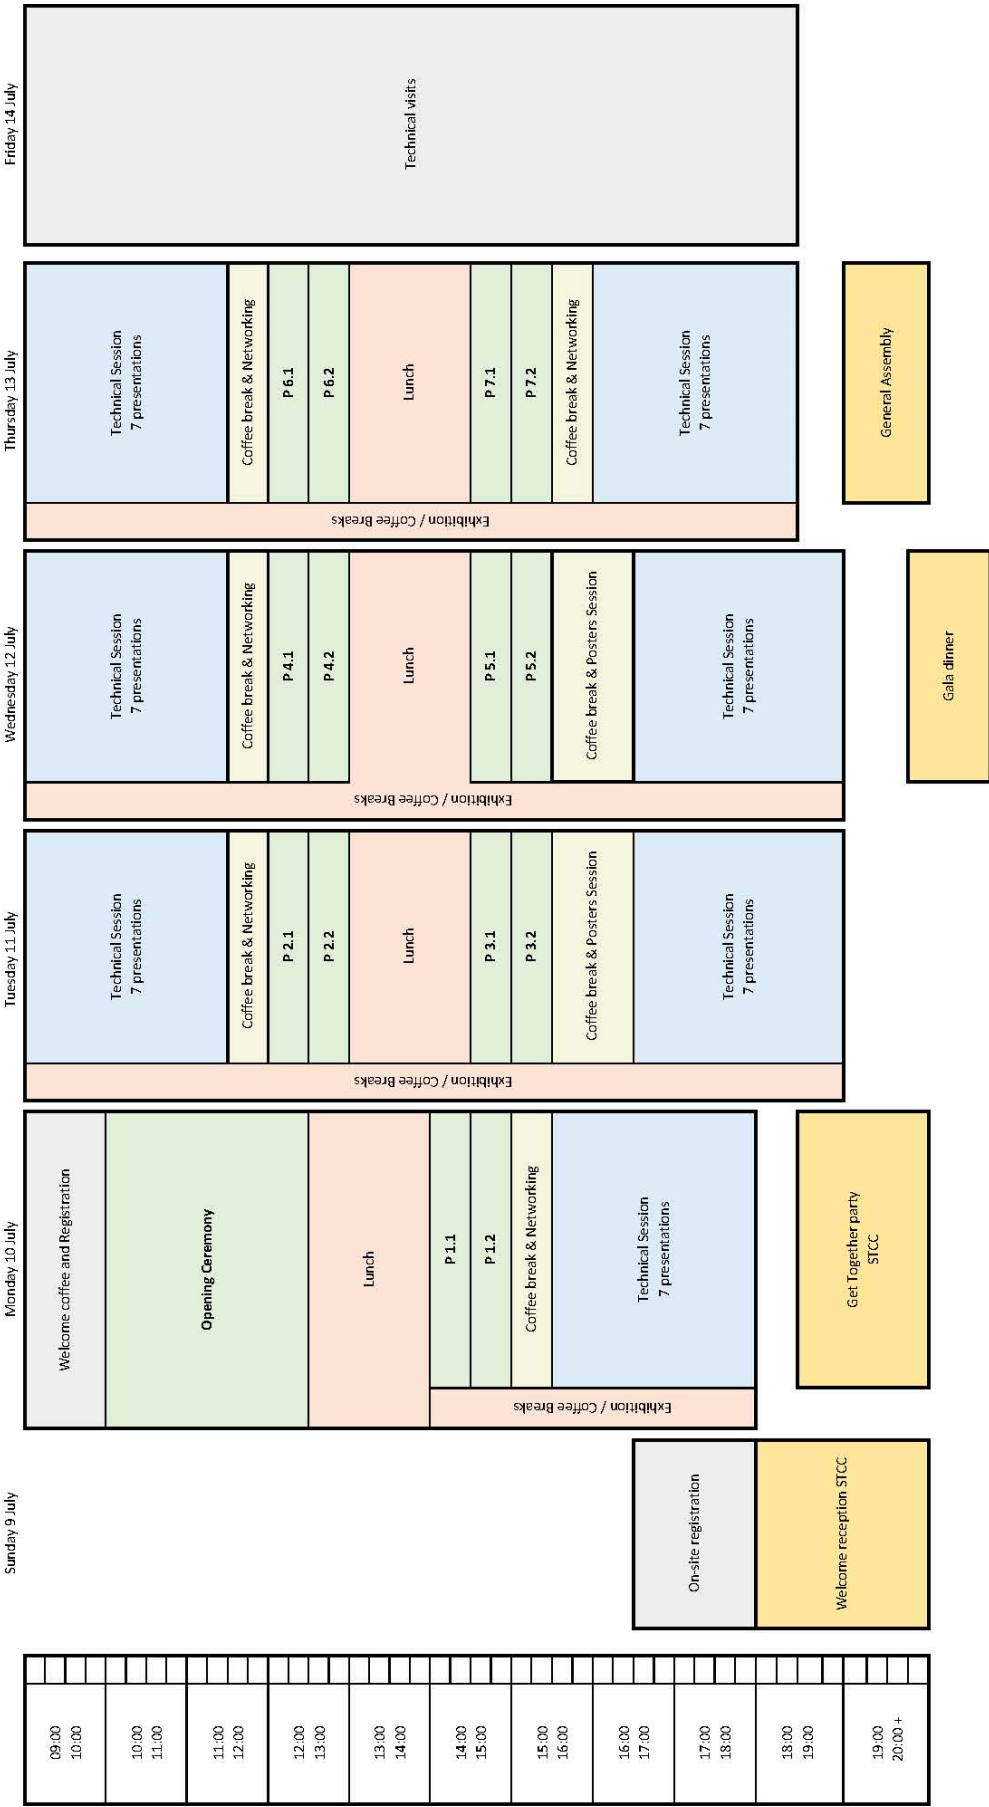 Sunday 9 July
Monday 10 July
Tuesday 11 July
Wednesday 12 July
Thursday 13 July
Friday 14 July
09:00
10:00
10:00
11:00
11:00
12:00
12:00
13:00
13:00
14:00
14:00
15:00
15:00
16:00
16:00
17:00
17:00
18:00
18:00
19:00
19:00
20:00 +
On-site registration
Welcome reception STCC
Welcome coffee and Registration
Opening Ceremony
Lunch
Exhibition / Coffee Breaks
P 1.1
P 1.2
Coffee break & Networking
Technical Session
7 presentations
Get Together party
STCC
Exhibition / Coffee Breaks
Technical Session
7 presentations
Coffee break & Networking
P 2.1
P 2.2
Lunch
P 3.1
P 3.2
Coffee break & Posters Session
Technical Session
7 presentations
Exhibition / Coffee Breaks
Technical Session
7 presentations
Coffee break & Networking
P 4.1
P 4.2
Lunch
P 5.1
P 5.2
Coffee break & Posters Session
Technical Session
7 presentations
Gala dinner
Exhibition / Coffee Breaks
Technical Session
7 presentations
Coffee break & Networking
P 6.1
P 6.2
Lunch
P 7.1
P 7.2
Coffee break & Networking
Technical Session
7 presentations
General Assembly
Technical visits